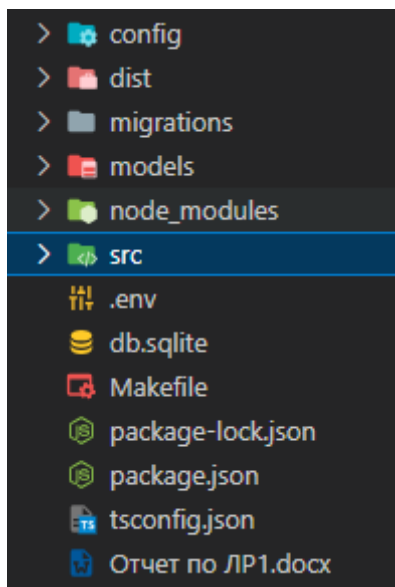 config
dist
migrations
models
node_modules
src
.env
db.sqlite
Makefile
package-lock.json
package.json
tsconfig.json
Отчет по ЛР1.docx